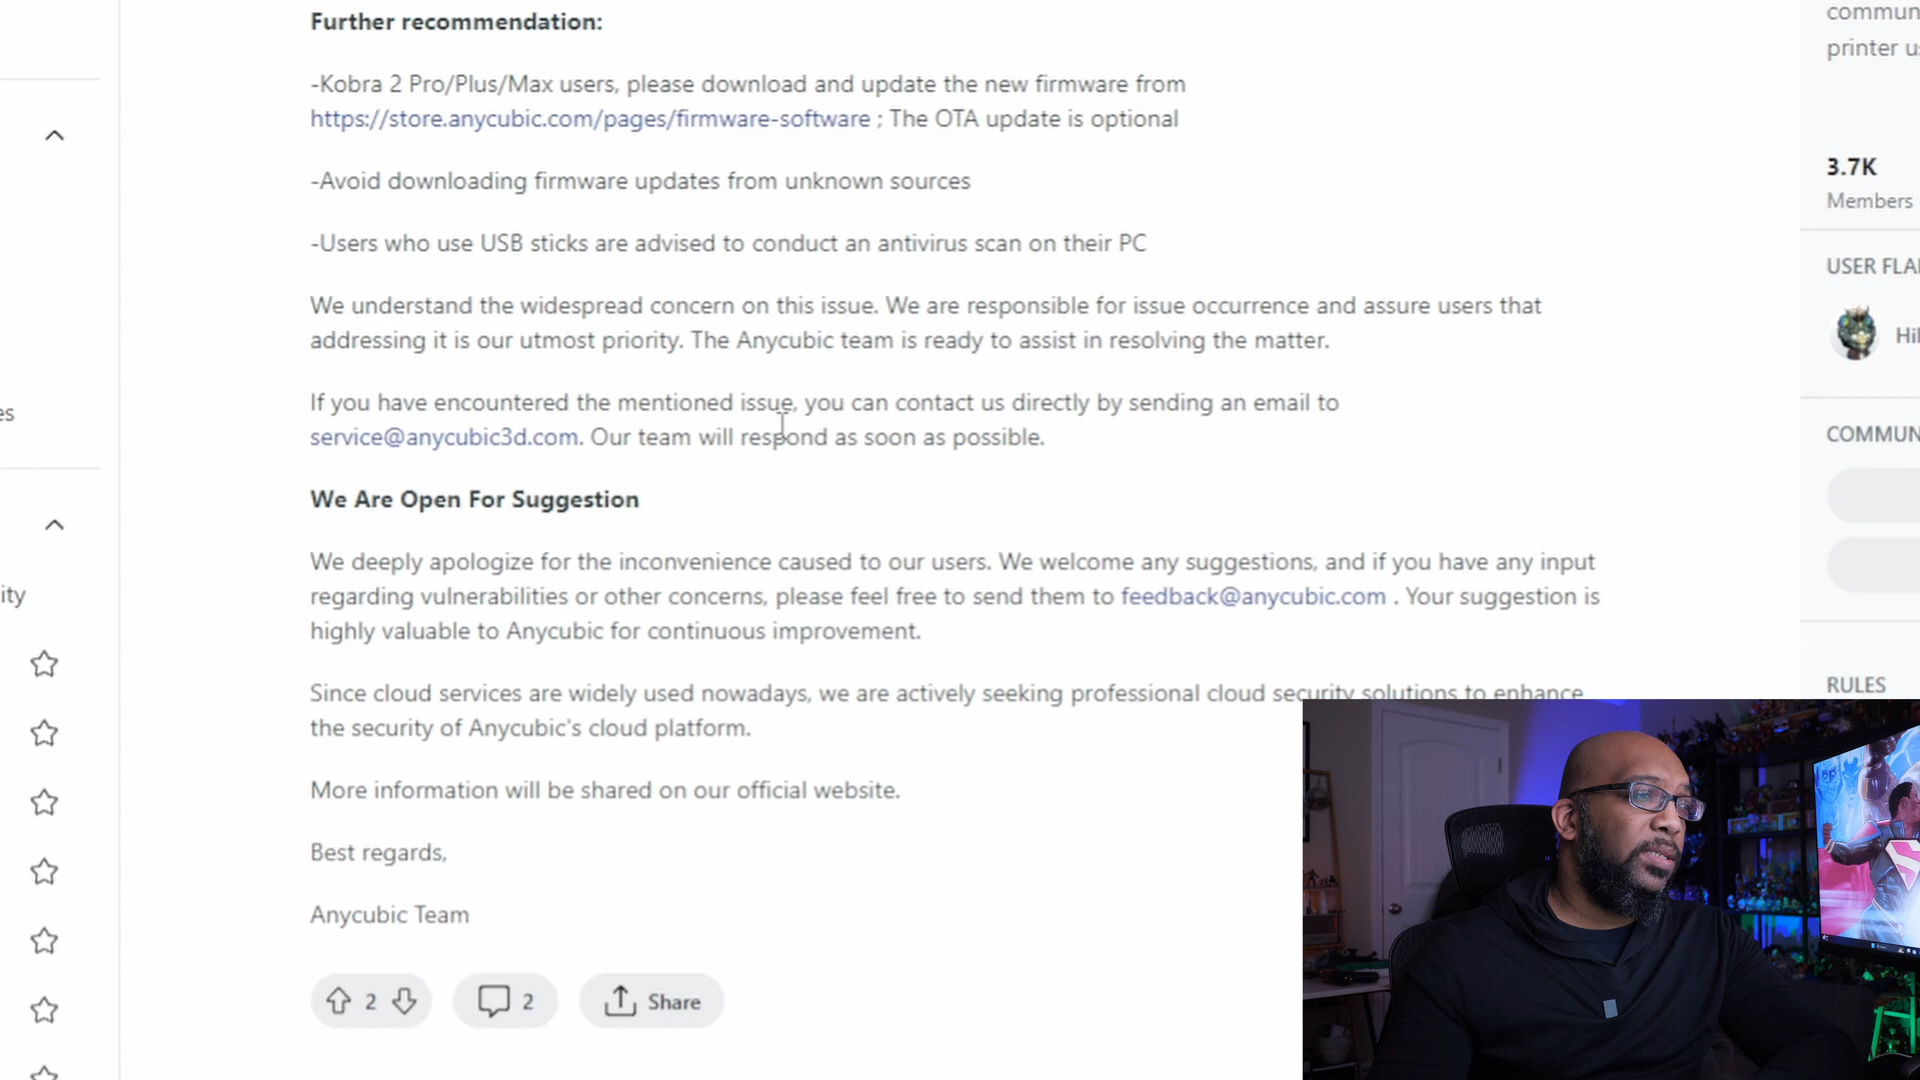 Further recommendation:
-Kobra 2 Pro/Plus/Max users, please download and update the new firmware from
https://store.anycubic.com/pages/firmware-software ; The OTA update is optional
-Avoid downloading firmware updates from unknown sources
-Users who use USB sticks are advised to conduct an antivirus scan on their PC
We understand the widespread concern on this issue. We are responsible for issue occurrence and assure users that
addressing it is our utmost priority. The Anycubic team is ready to assist in resolving the matter.
If you have encountered the mentioned issue, you can contact us directly by sending an email to
service@anycubic3d.com. Our team will respond as soon as possible.
We Are Open For Suggestion
We deeply apologize for the inconvenience caused to our users. We welcome any suggestions, and if you have any input
regarding vulnerabilities or other concerns, please feel free to send them to feedback@anycubic.com . Your suggestion is
highly valuable to Anycubic for continuous improvement.
Since cloud services are widely used nowadays, we are actively seeking professional cloud security solutions to enhance
the security of Anycubic's cloud platform.
More information will be shared on our official website.
Best regards,
Anycubic Team
2
2
Share
es
ity
commun
printer us
3.7K
Members
USER FLAI
Hil
COMMUN
RULES